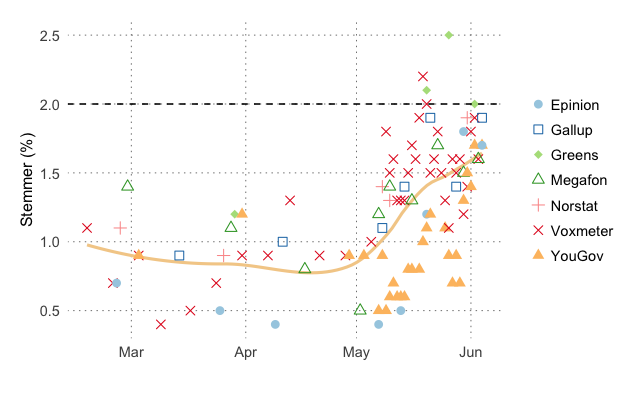 2.5
2.0
1.5
1.0
0.5
Stemmer (%)
Mar
Apr
May
Jun
Epinion
Gallup
Greens
Megafon
Norstat
Voxmeter
YouGov